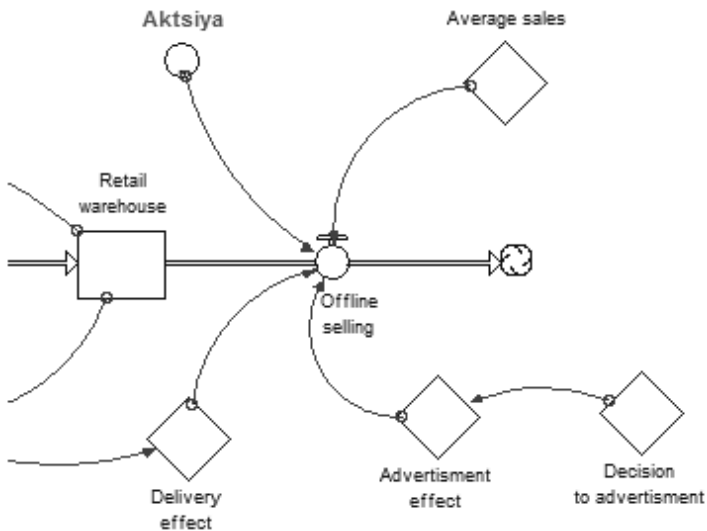 Aktsiya
Average sales
Retail
warehouse
Offline
selling
Delivery
effect
Advertisment
effect
Decision
to advertisment